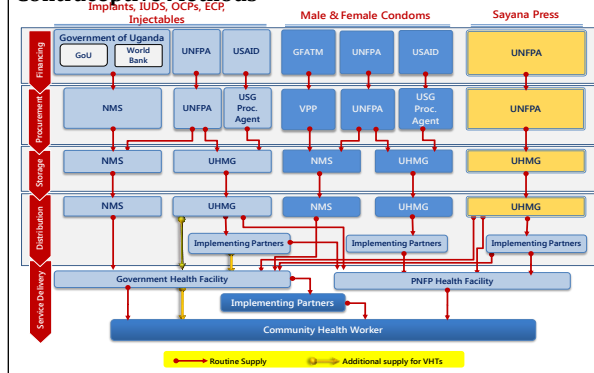 Implants, IUDS, OCPs, ECP,
Injectables
Male & Female Condoms
Sayana Press
Financing
Government of Uganda
GoU
World
Bank
UNFPA
USAID
GFATM
UNFPA
USAID
UNFPA
Procurement
NMS
UNFPA
USG
Proc.
Agent
VPP
UNFPA
USG
Proc.
Agent
UNFPA
Storage
NMS
UHMG
NMS
UHMG
UHMG
Distribution
NMS
UHMG
NMS
UHMG
UHMG
Implementing Partners
Implementing Partners
Implementing Partners
Service Delivery
Government Health Facility
PNFP Health Facility
Implementing Partners
Community Health Worker
Routine Supply
Additional supply for VHTs